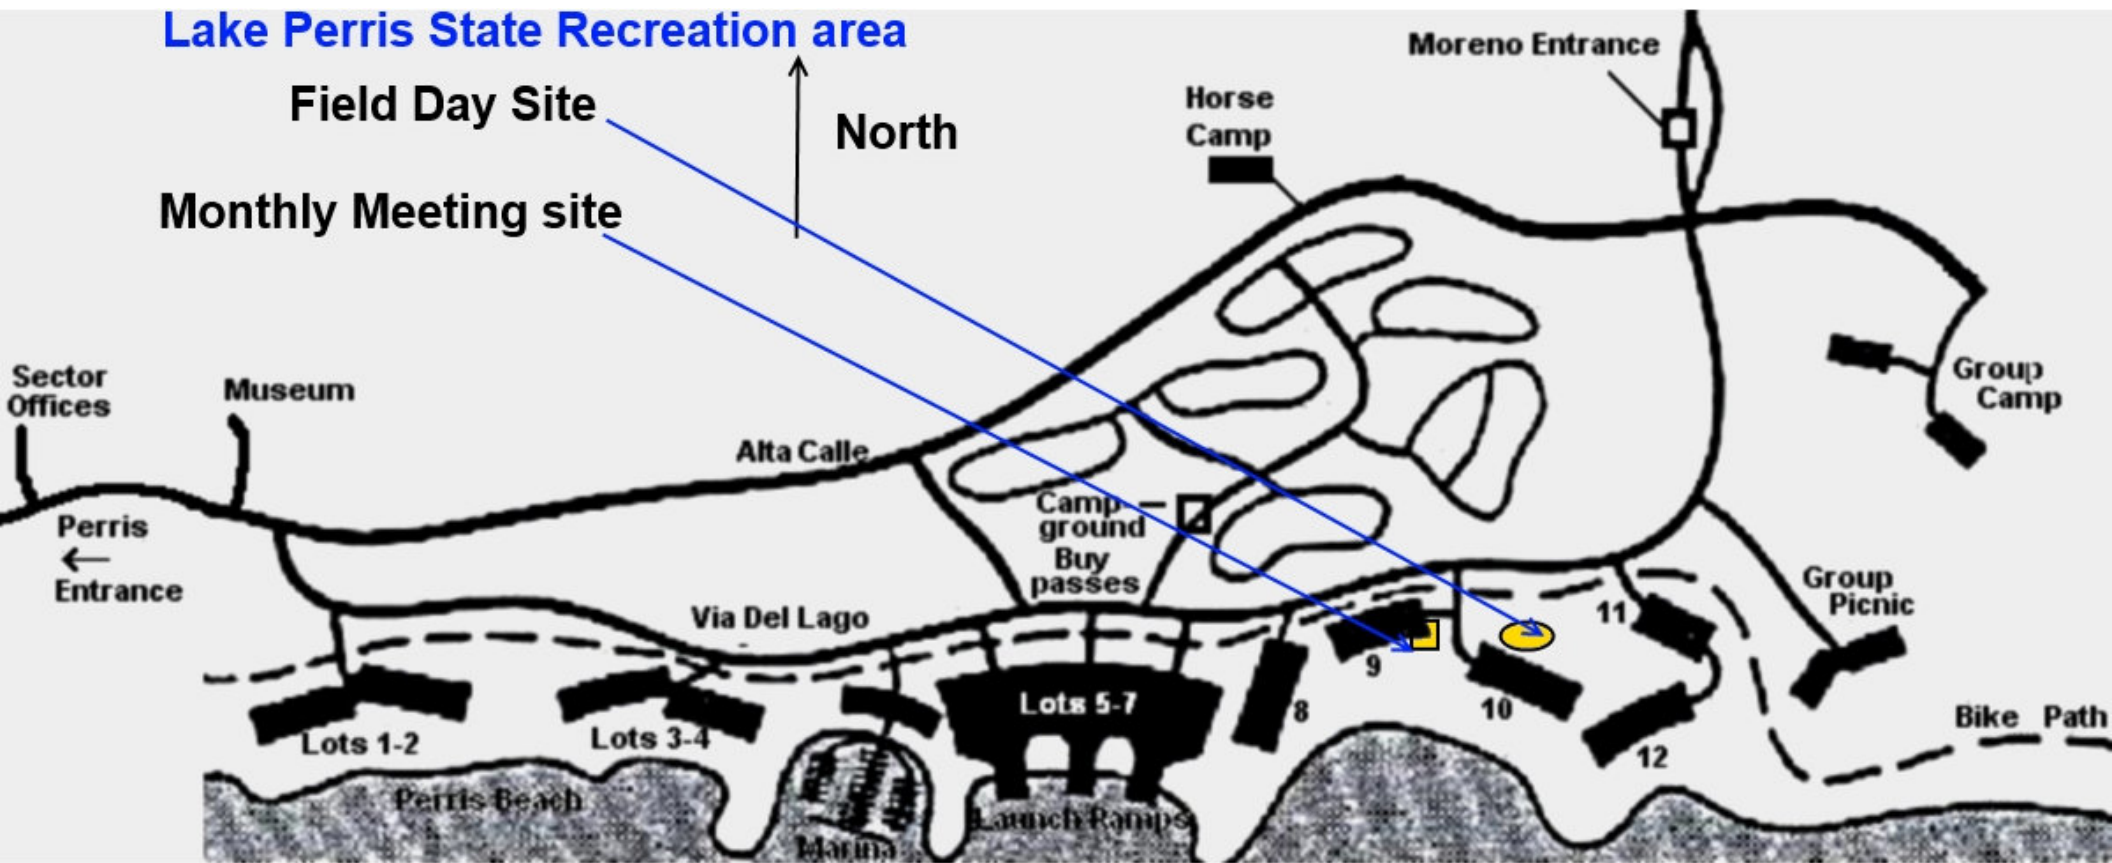 Lake Perris State Recreation area
Field Day Site
North
Monthly Meeting site
Moreno Entrance
Horse
Camp
Sector
Offices
Museum
Group
Camp
Alta Calle
Camp-
ground
Buy
passes
Perris
Entrance
Via Del Lago
Group
Picnic
11
9
10
8
12
Lots 1-2
Lots 3-4
Lots 5-7
Bike Path
Perris Beach
Launch Ramps
Marina